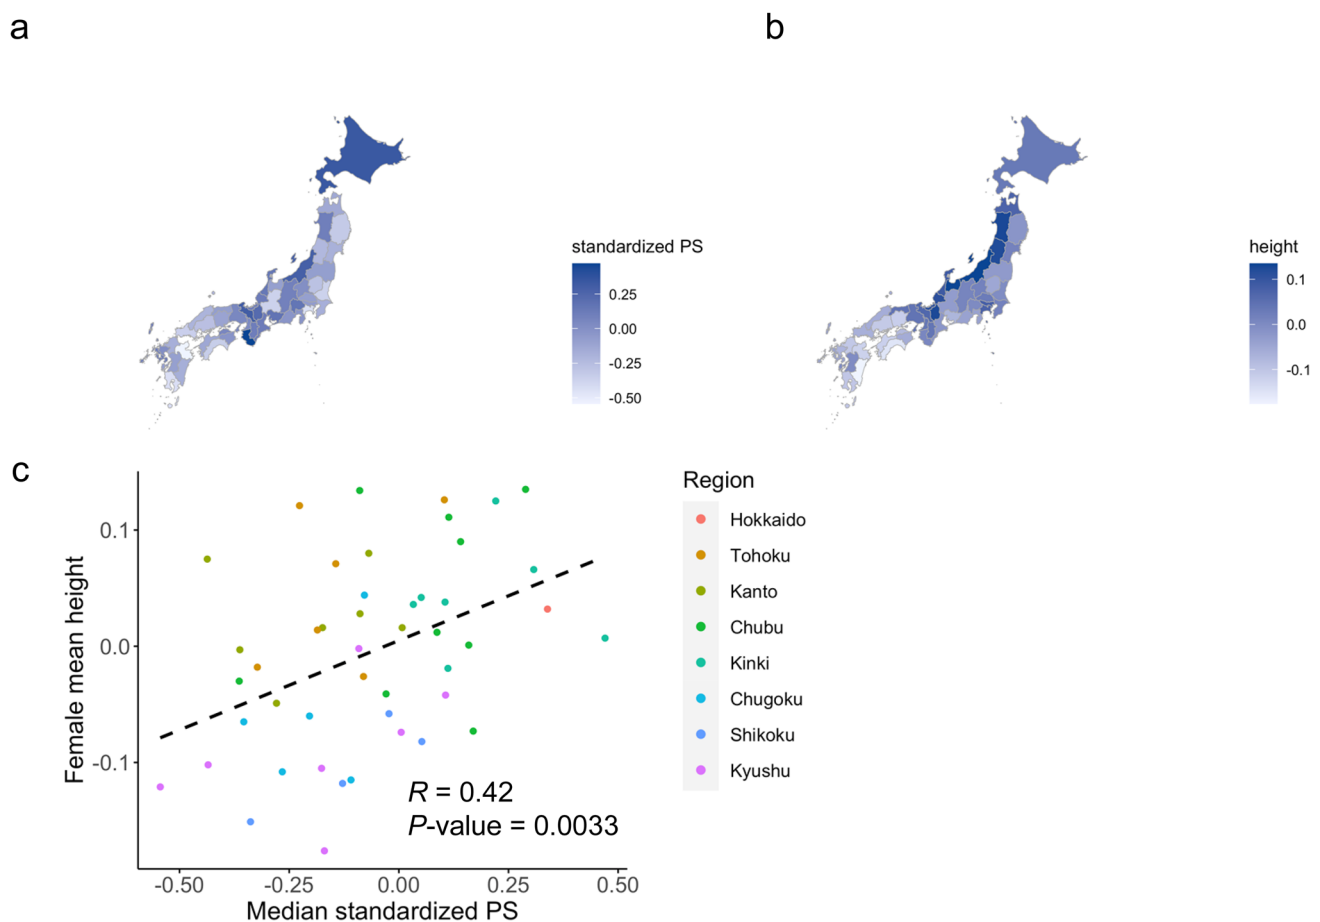 a
b
standardized PS
0.25
0.00
-0.25
-0.50
height
0.1
0.0
-0.1
c
Female mean height
0.1
0.0
-0.1
R = 0.42
P-value = 0.0033
-0.50 -0.25 0.00 0.25 0.50
Median standardized PS
Region
Hokkaido
Tohoku
Kanto
Chubu
Kinki
Chugoku
Shikoku
Kyushu